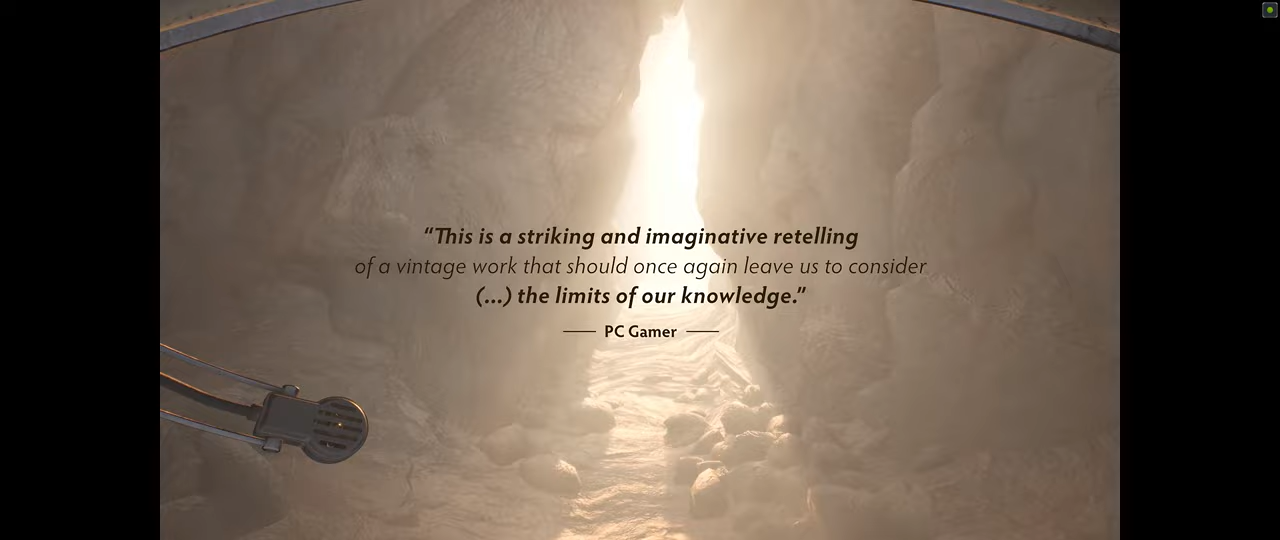 “This is a striking and imaginative retelling
of a vintage work that should once again leave us to consider
(...) the limits of our knowledge.”
PC Gamer